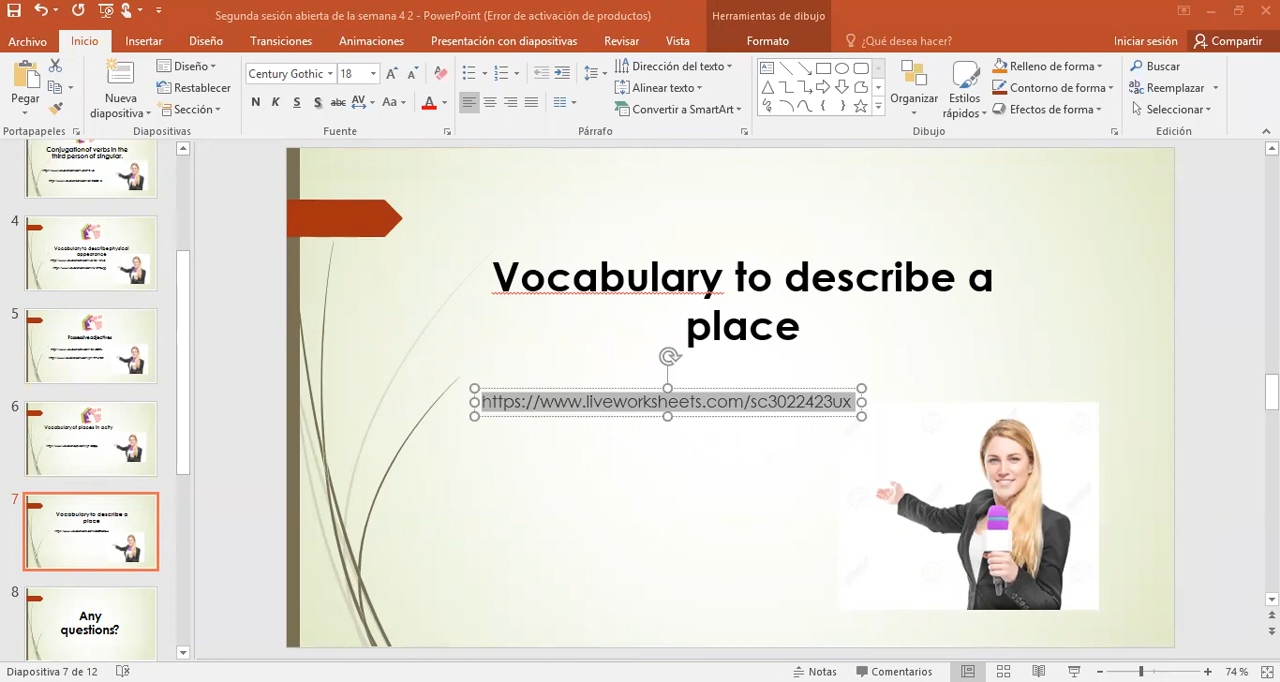 Segunda sesión abierta de la semana 4 2 - PowerPoint (Error de activación de productos)
Herramientas de dibujo
Archivo Inicio Insertar Diseño Transiciones Animaciones Presentación con diapositivas Revisar Vista Formato ¿Qué desea hacer? Iniciar sesión Compartir
Pegar
Portapapeles
Nueva diapositiva
Diseño
Restablecer
Sección
Diapositivas
Century Gothic 18
N K S S abc AV Aa A
Fuente
Párrafo
Dirección del texto
Alinear texto
Convertir a SmartArt
Organizar
Estilos rápidos
Relleno de forma
Contorno de forma
Efectos de forma
Dibujo
Buscar
Reemplazar
Seleccionar
Edición
Conjugation of verbs in the
third person of singular.
4
Vocabulary to describe physical
appearance
5
Possessive adjectives
6
Vocabulary of places in a city
7
Vocabulary to describe a
place
8
Any
questions?
Vocabulary to describe a
place
https://www.liveworksheets.com/sc3022423ux
Diapositiva 7 de 12
Notas
Comentarios
74 %